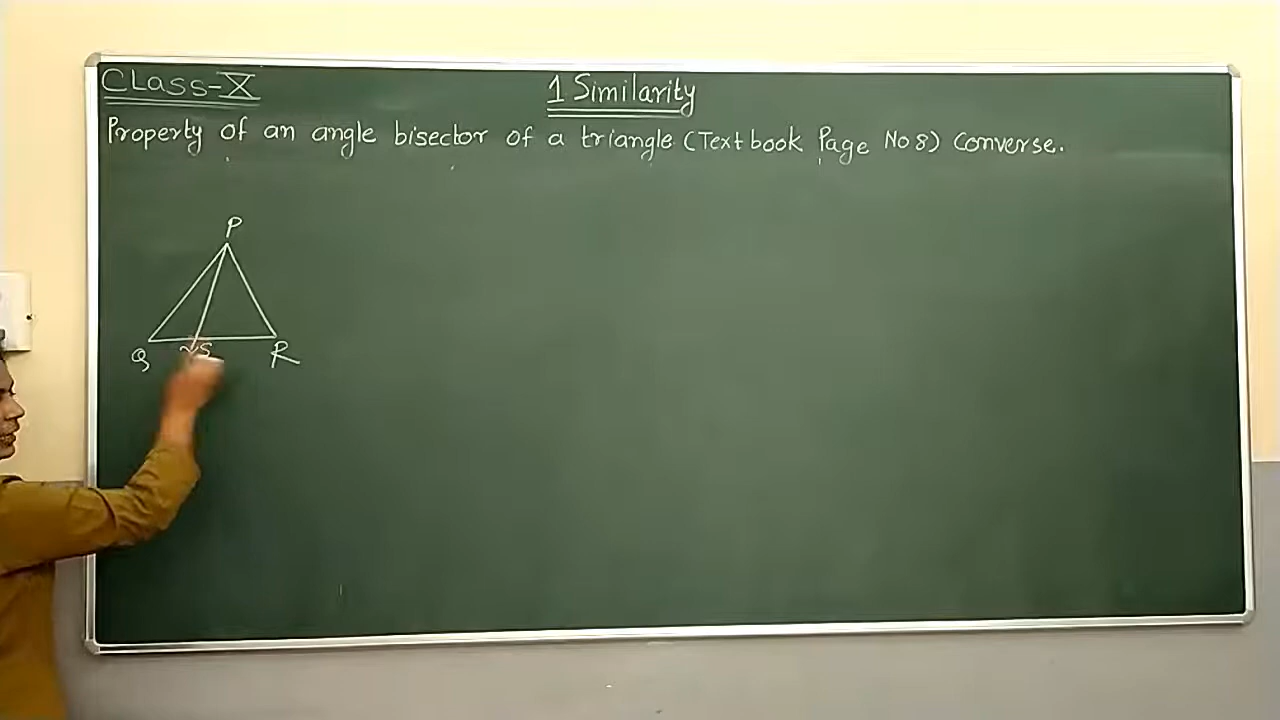 CLass-X
1 Similarity
Property of an angle bisector of a triangle (Textbook Page No 8) Converse.
P
Q
S
R